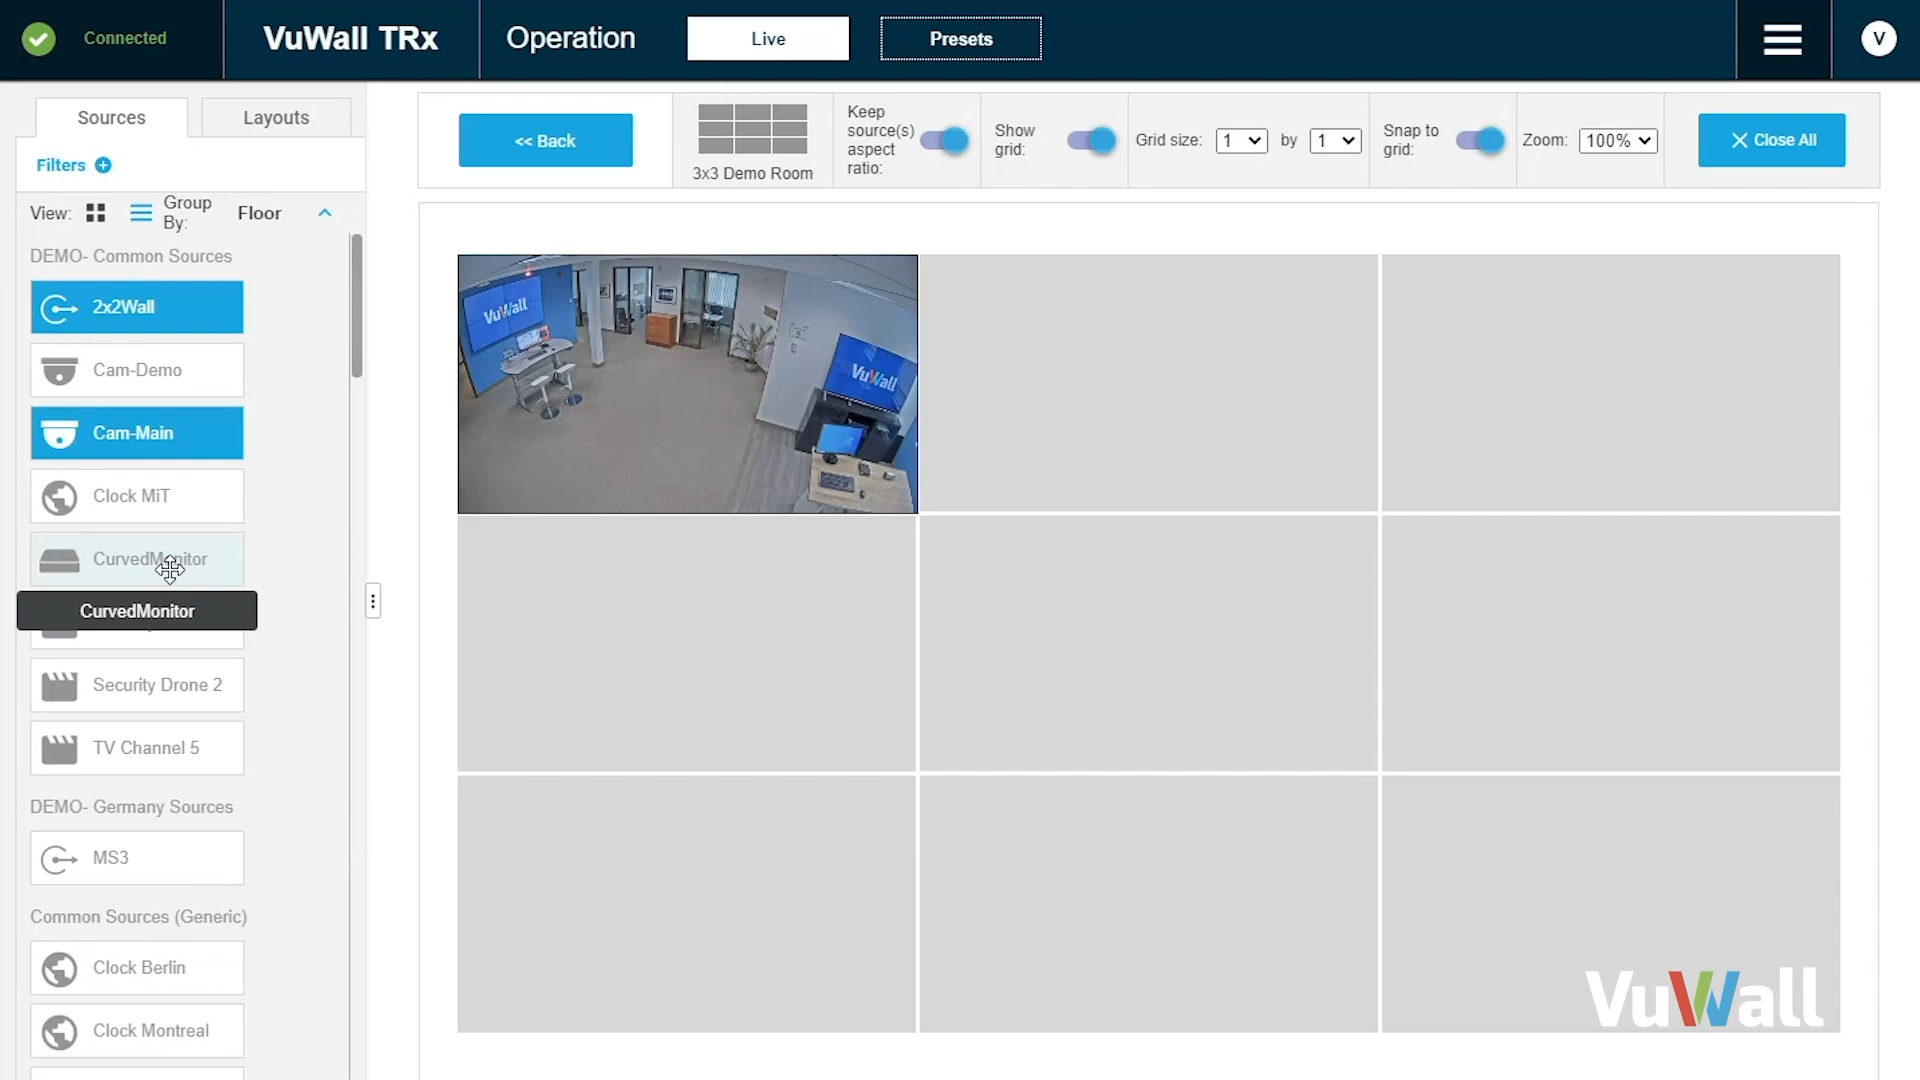 Connected
VuWall TRx
Operation
Live
Presets
V
Sources
Layouts
Filters
View:
Group
By:
Floor
DEMO- Common Sources
2x2Wall
Cam-Demo
Cam-Main
Clock MiT
CurvedMonitor
CurvedMonitor
Security Drone 2
TV Channel 5
DEMO- Germany Sources
MS3
Common Sources (Generic)
Clock Berlin
Clock Montreal
<< Back
3x3 Demo Room
Keep
source(s)
aspect
ratio:
Show
grid:
Grid size:
1
by
1
Snap to
grid:
Zoom:
100%
Close All
VuWall
VuWall
VuWall